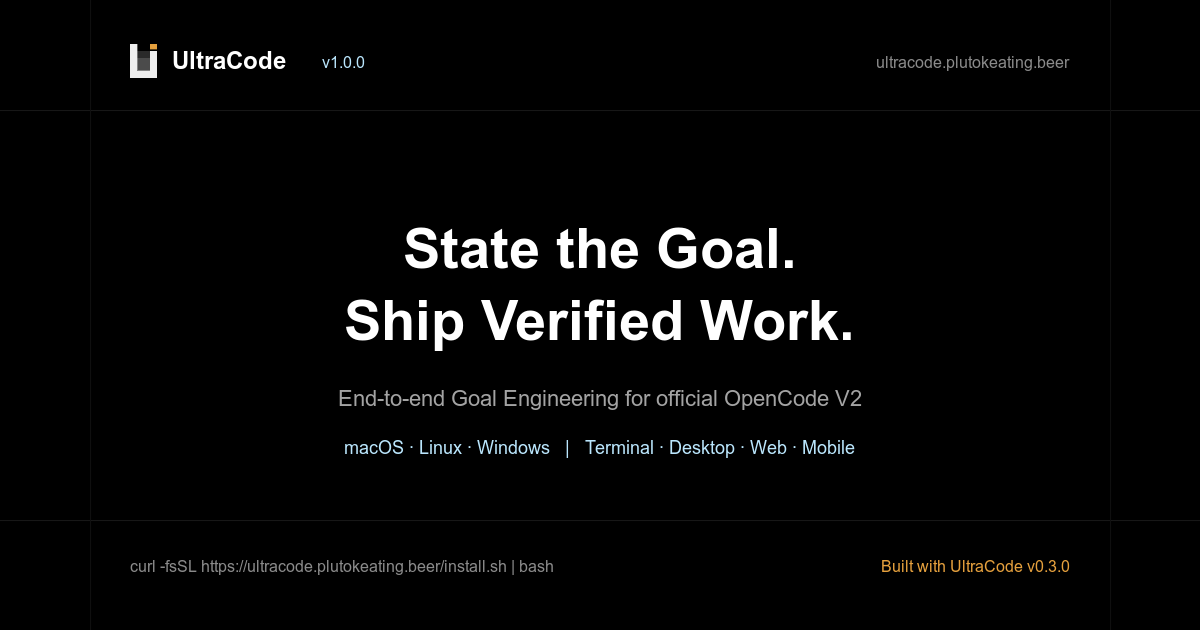 UltraCode v1.0.0 ultracode.plutokeating.beer
State the Goal.
Ship Verified Work.
End-to-end Goal Engineering for official OpenCode V2
macOS · Linux · Windows | Terminal · Desktop · Web · Mobile
curl -fsSL https://ultracode.plutokeating.beer/install.sh | bash Built with UltraCode v0.3.0